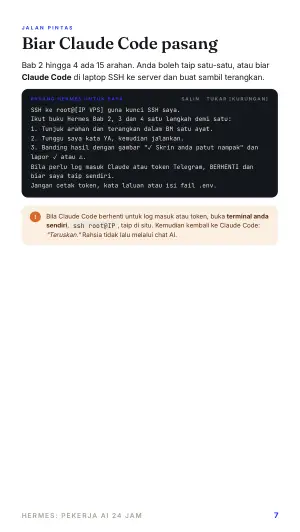 JALAN PINTAS
Biar Claude Code pasang
Bab 2 hingga 4 ada 15 arahan. Anda boleh taip satu-satu, atau biar
Claude Code di laptop SSH ke server dan buat sambil terangkan.
PASANG HERMES UNTUK SAYA
SALIN · TUKAR [KURUNGAN]
SSH ke root@[IP VPS] guna kunci SSH saya.
Ikut buku Hermes Bab 2, 3 dan 4 satu langkah demi satu:
1. Tunjuk arahan dan terangkan dalam BM satu ayat.
2. Tunggu saya kata YA, kemudian jalankan.
3. Banding hasil dengan gambar "✓ Skrin anda patut nampak" dan
lapor ✓ atau ⚠.
Bila perlu log masuk Claude atau token Telegram, BERHENTI dan
biar saya taip sendiri.
Jangan cetak token, kata laluan atau isi fail .env.
! Bila Claude Code berhenti untuk log masuk atau token, buka terminal anda
sendiri, ssh root@IP, taip di situ. Kemudian kembali ke Claude Code:
"Teruskan." Rahsia tidak lalu melalui chat AI.
HERMES: PEKERJA AI 24 JAM
7